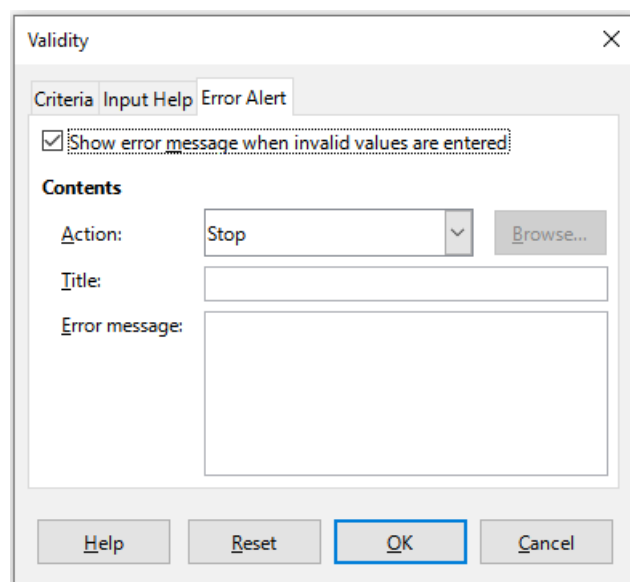 Validity
Criteria Input Help Error Alert
Show error message when invalid values are entered
Contents
Action: Stop Browse...
Title:
Error message:
Help Reset OK Cancel